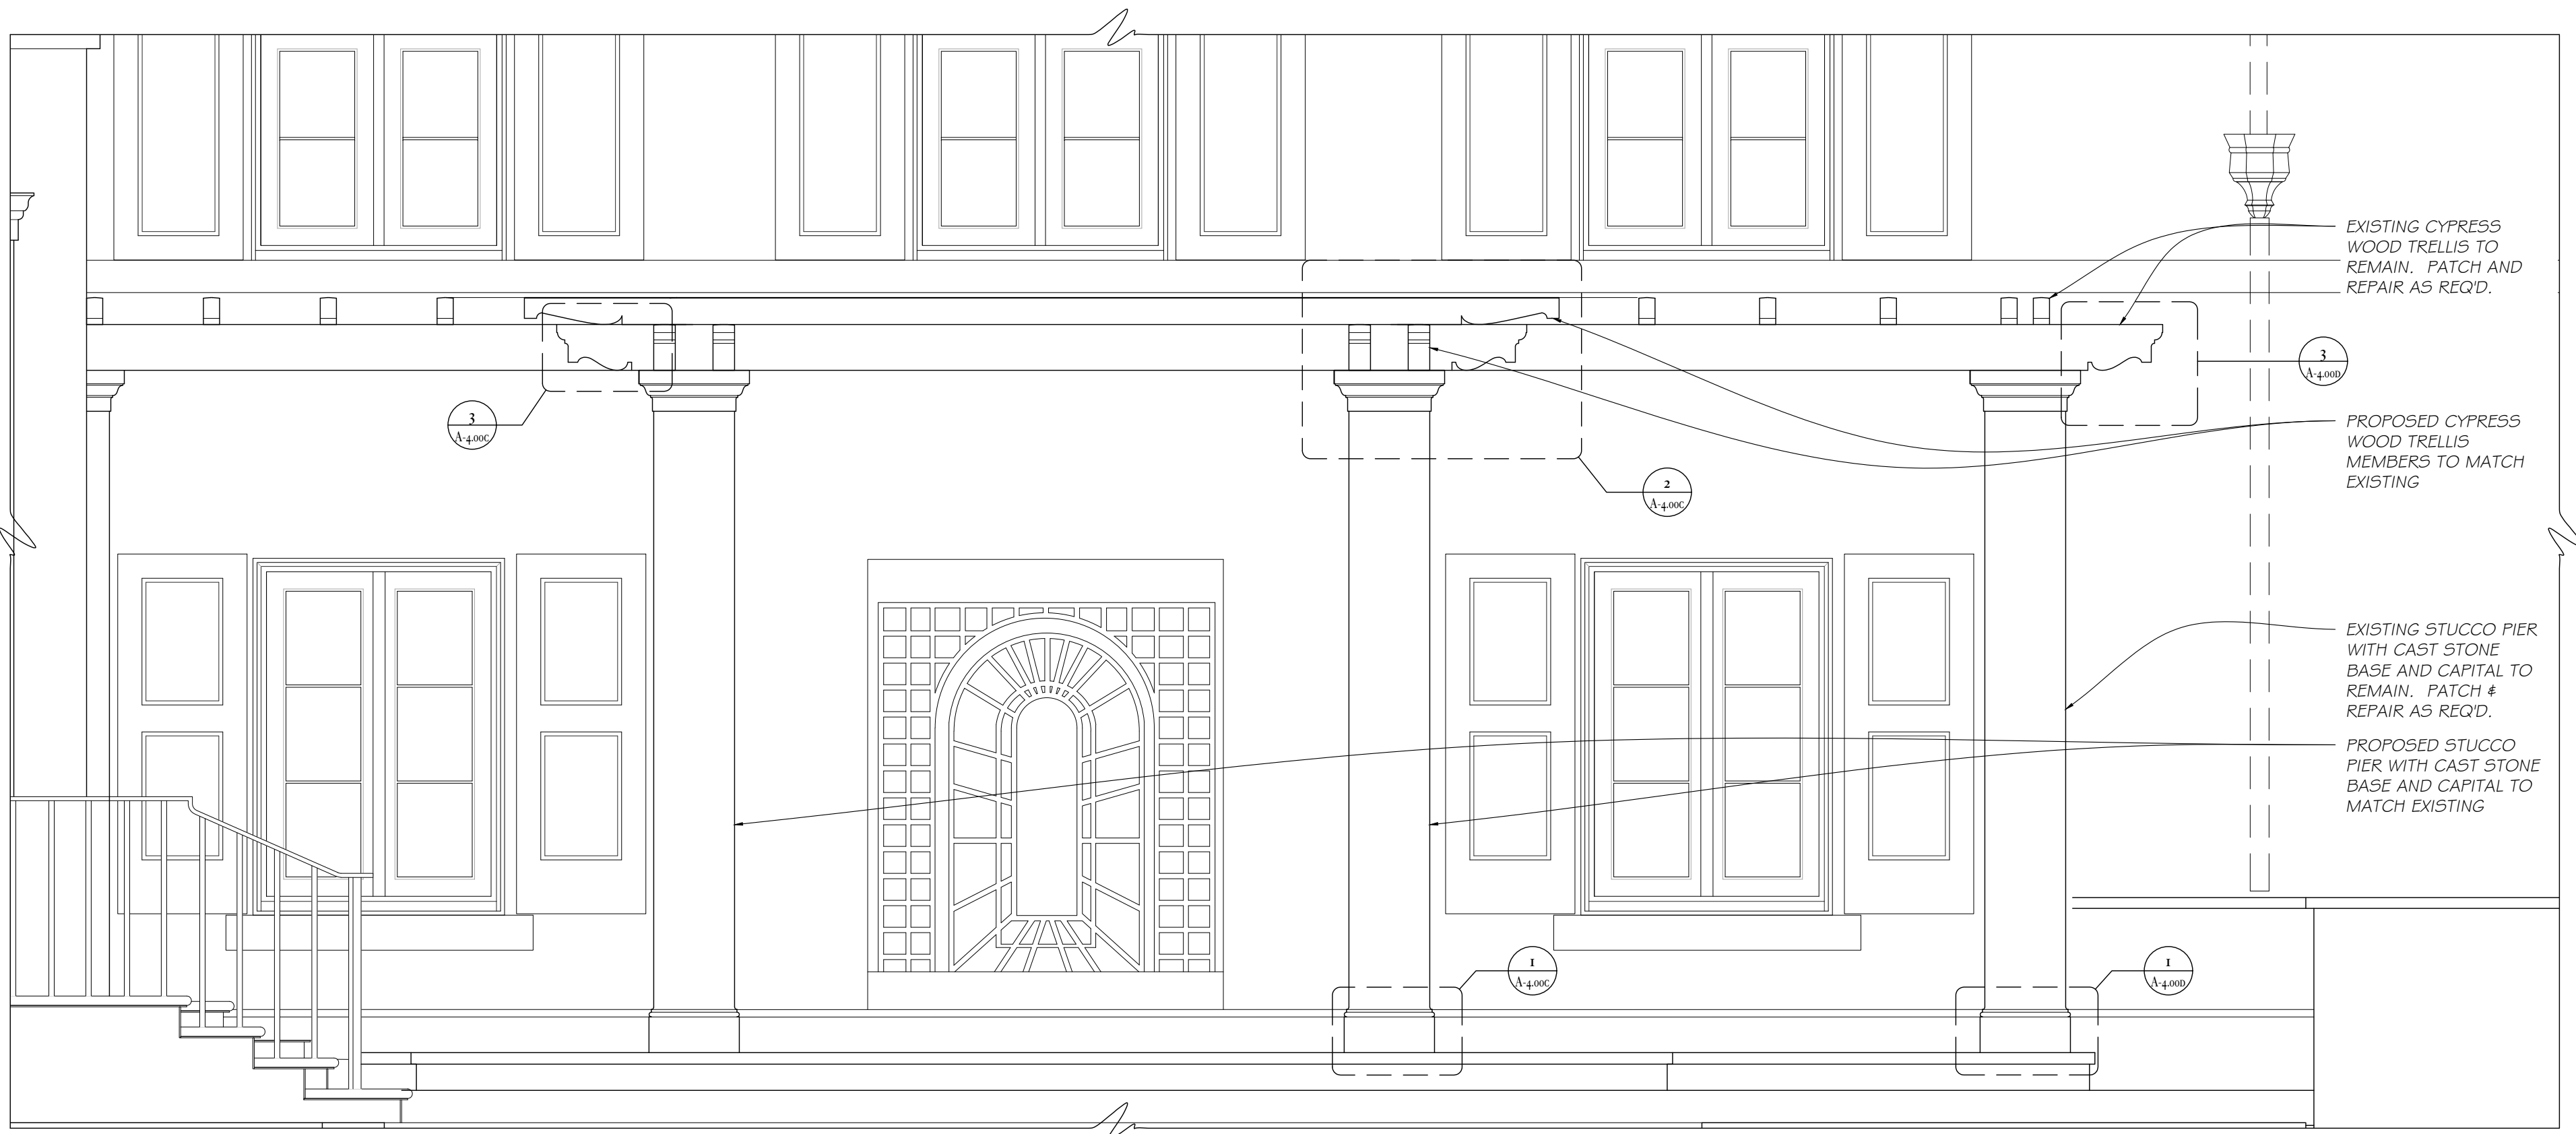 EXISTING CYPRESS
WOOD TRELLIS TO
REMAIN. PATCH AND
REPAIR AS REQ'D.
3
A-4.00D
3
A-4.00C
PROPOSED CYPRESS
WOOD TRELLIS
MEMBERS TO MATCH
EXISTING
2
A-4.00C
EXISTING STUCCO PIER
WITH CAST STONE
BASE AND CAPITAL TO
REMAIN. PATCH &
REPAIR AS REQ'D.
PROPOSED STUCCO
PIER WITH CAST STONE
BASE AND CAPITAL TO
MATCH EXISTING
1
A-4.00C
1
A-4.00D